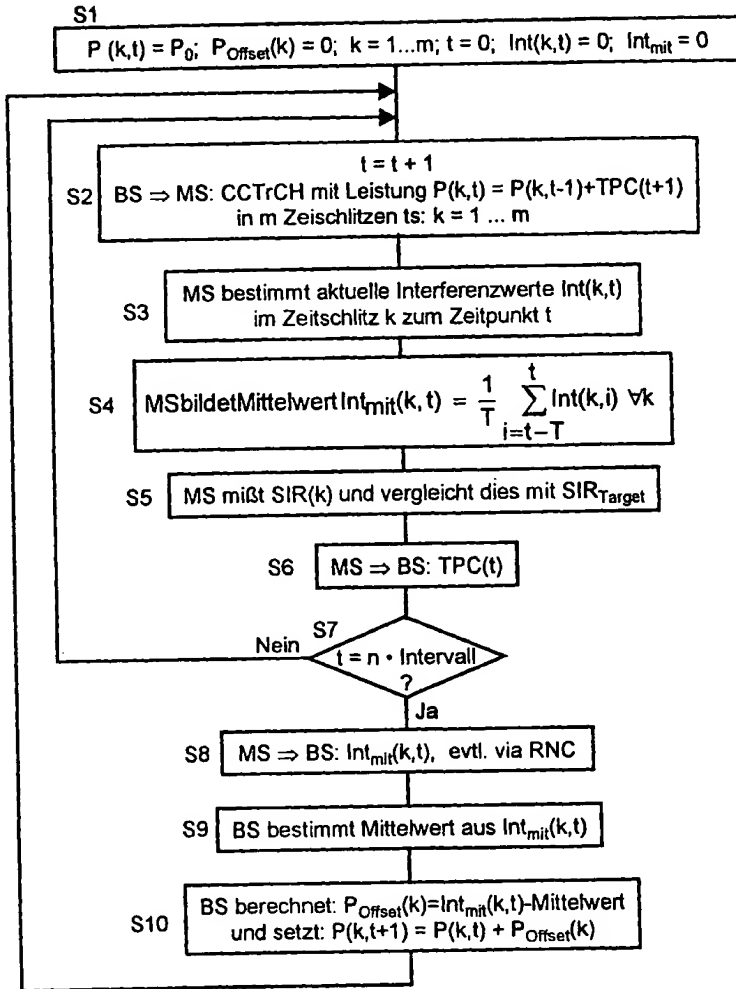 S1
P (k,t) = P₀; P_Offset(k) = 0; k = 1...m; t = 0; Int(k,t) = 0; Int_mit = 0
t = t + 1
S2 BS ⇒ MS: CCTrCH mit Leistung P(k,t) = P(k,t-1)+TPC(t+1)
in m Zeischlitzen ts: k = 1 ... m
MS bestimmt aktuelle Interferenzwerte Int(k,t)
S3
im Zeitschlitz k zum Zeitpunkt t
S4 MSbildetMittelwertInt_mit(k, t) = 1/T ∑_{i=t-T}^{t} Int(k,i) ∀k
S5 MS mißt SIR(k) und vergleicht dies mit SIR_Target
S6 MS ⇒ BS: TPC(t)
S7
Nein
t = n • Intervall
?
Ja
S8 MS ⇒ BS: Int_mit(k,t), evtl. via RNC
S9 BS bestimmt Mittelwert aus Int_mit(k,t)
BS berechnet: P_Offset(k)=Int_mit(k,t)-Mittelwert
S10
und setzt: P(k,t+1) = P(k,t) + P_Offset(k)